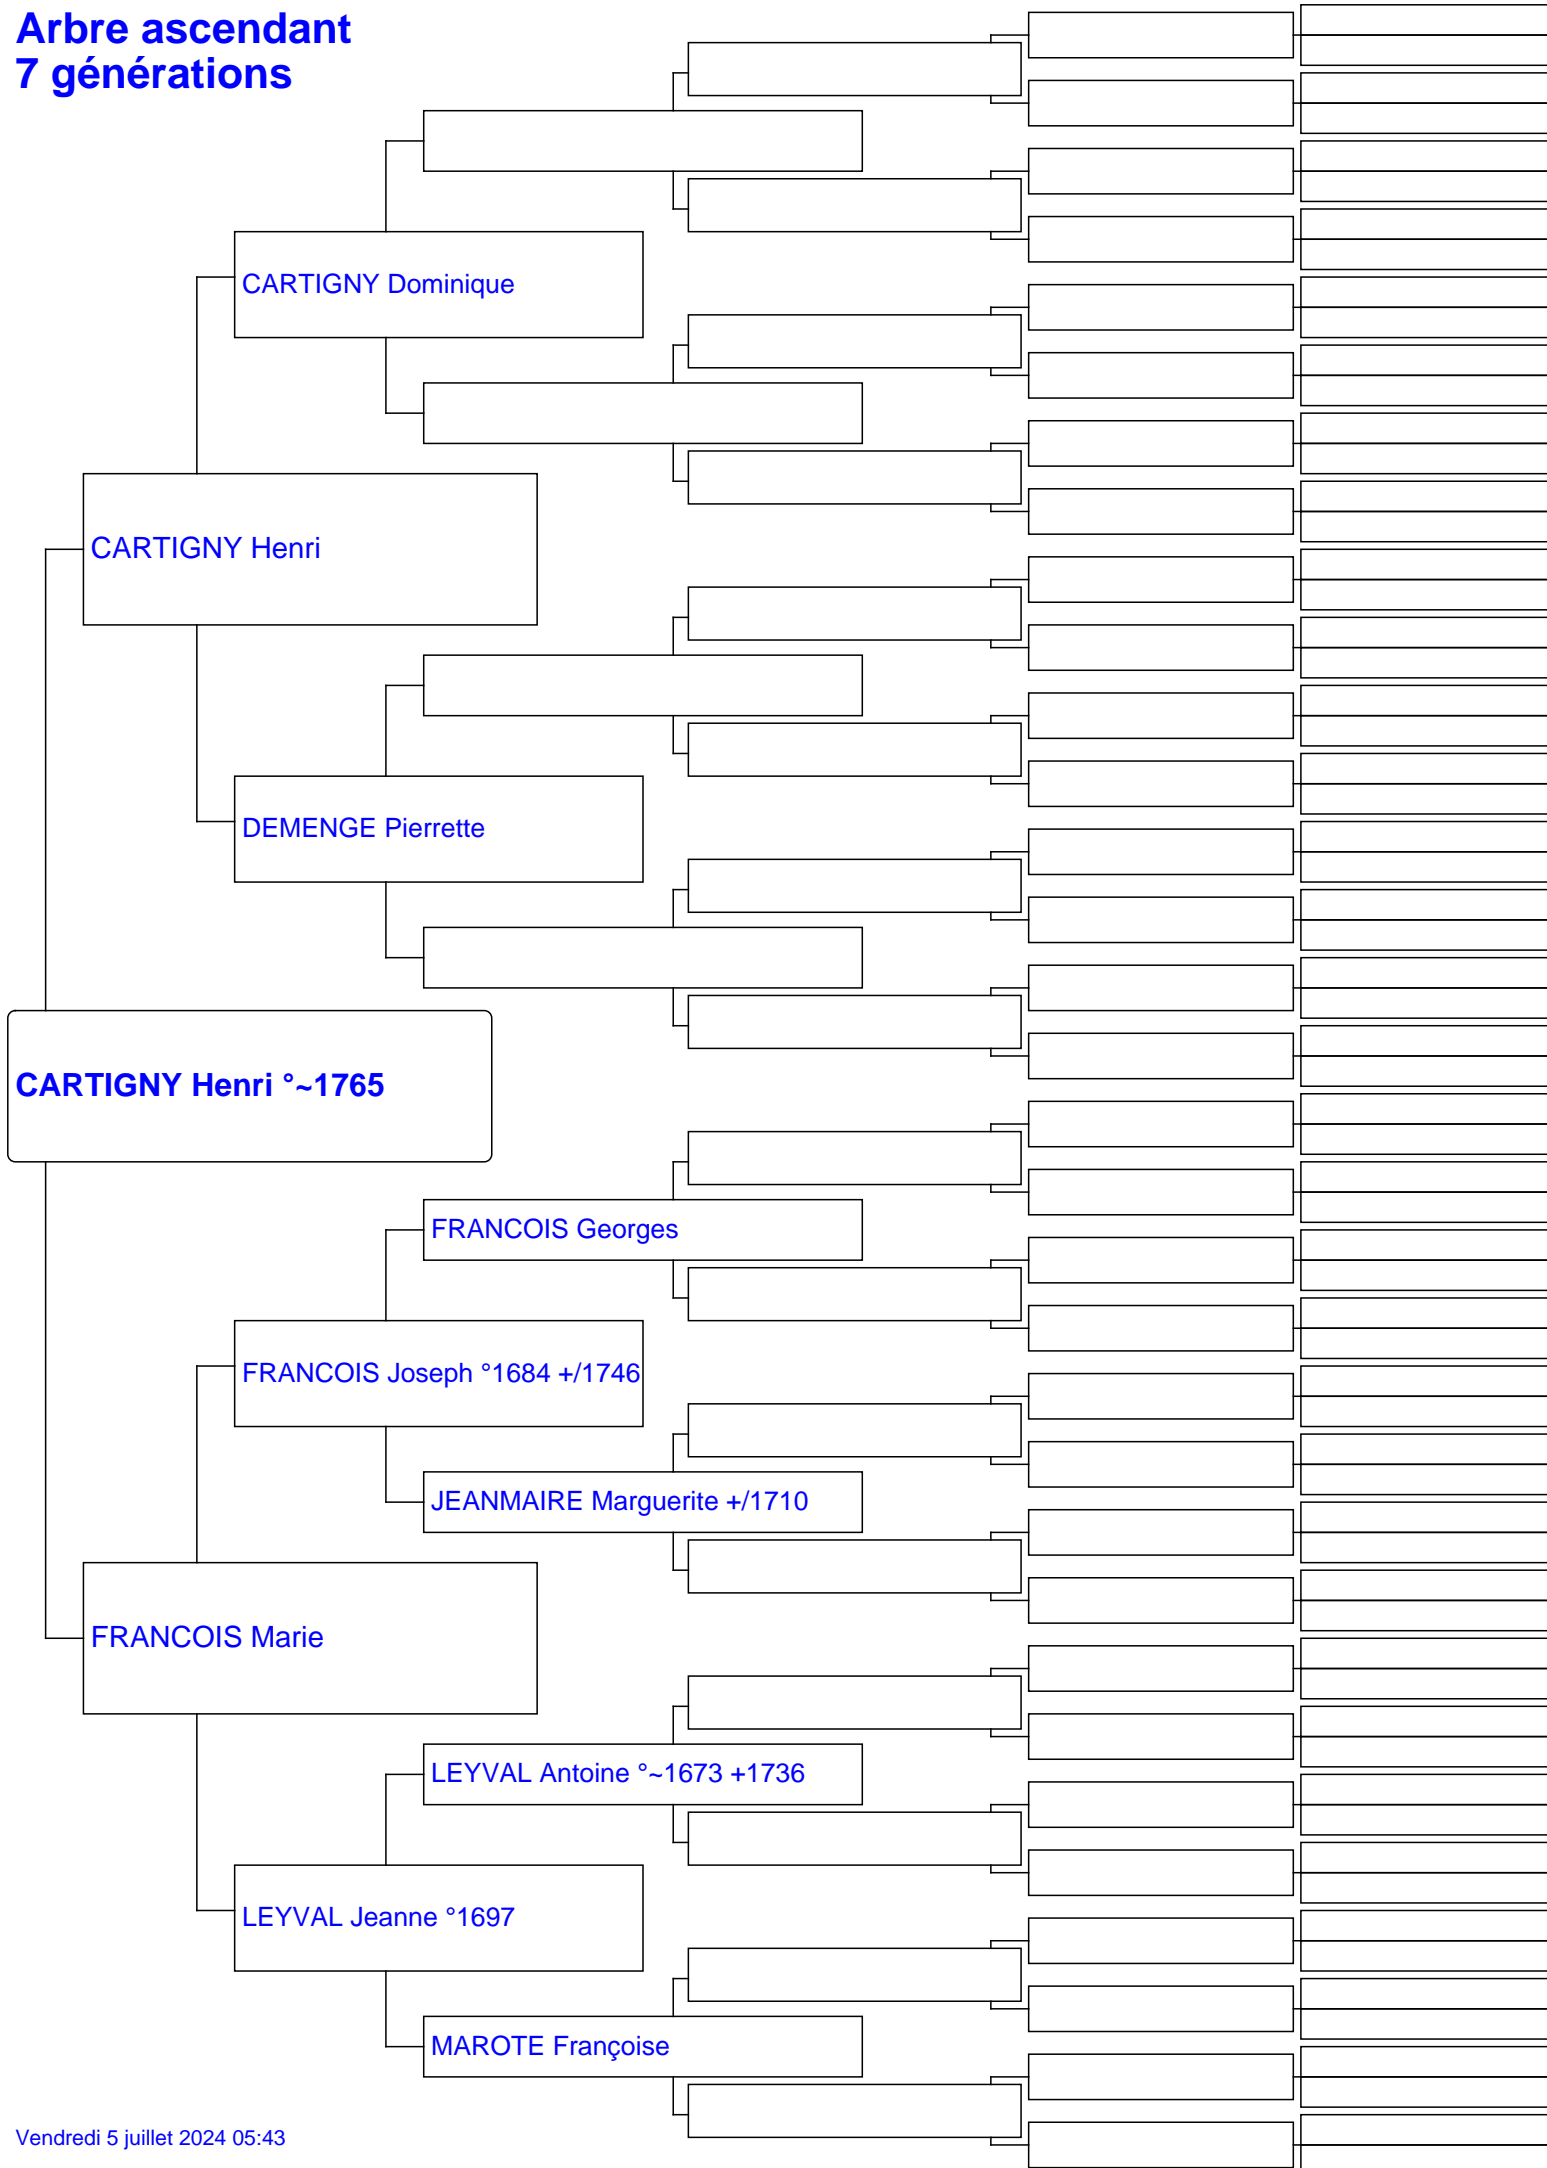 Arbre ascendant
7 générations
CARTIGNY Dominique
CARTIGNY Henri
DEMENGE Pierrette
CARTIGNY Henri °~1765
FRANCOIS Georges
FRANCOIS Joseph °1684 +/1746
JEANMAIRE Marguerite +/1710
FRANCOIS Marie
LEYVAL Antoine °~1673 +1736
LEYVAL Jeanne °1697
MAROTE Françoise
Vendredi 5 juillet 2024 05:43